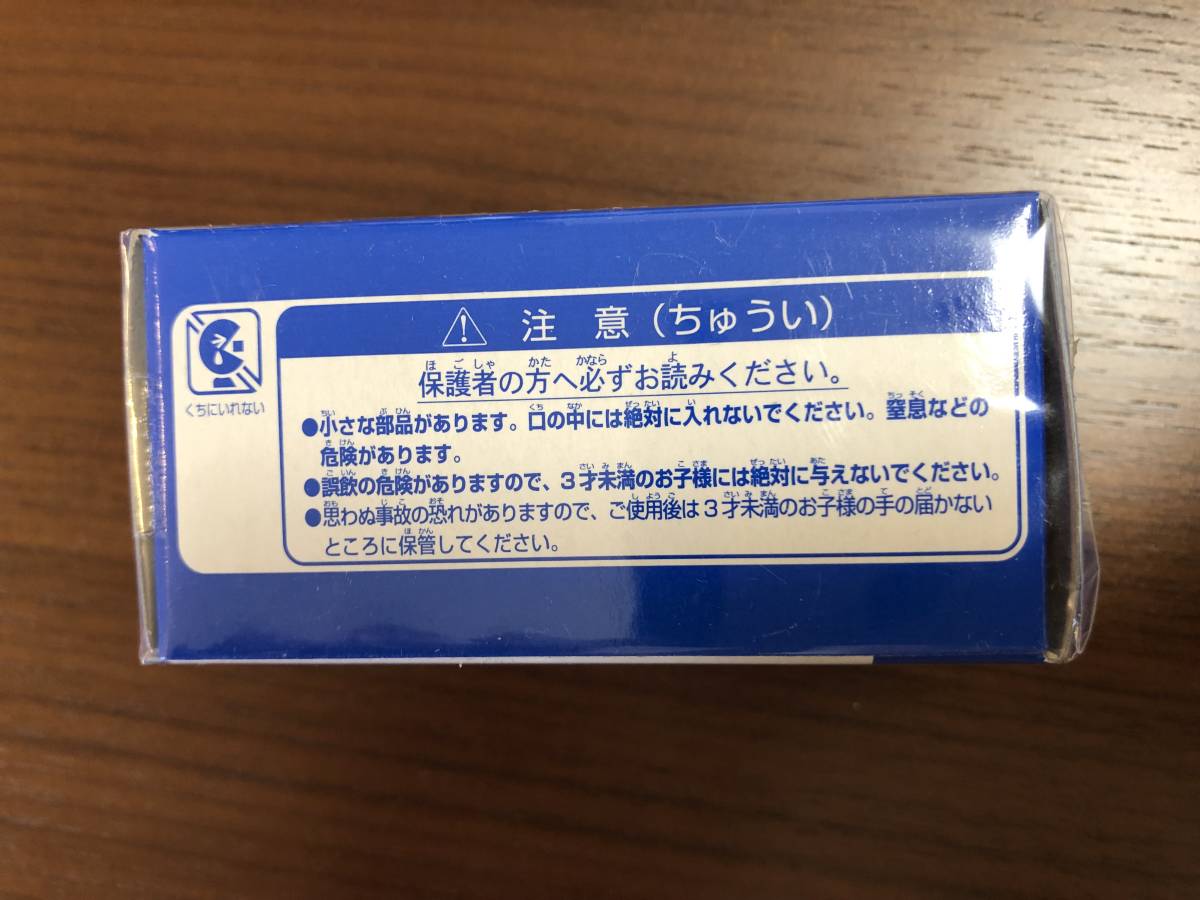 注意(ちゅうい)
保護者の方へ必ずお読みください。
●小さな部品があります。口の中には絶対に入れないでください。窒息などの
危険があります。
●誤飲の危険がありますので、3才未満のお子様には絶対に与えないでください。
●思わぬ事故の恐れがありますので、ご使用後は3才未満のお子様の手の届かない
ところに保管してください。
くちにいれない